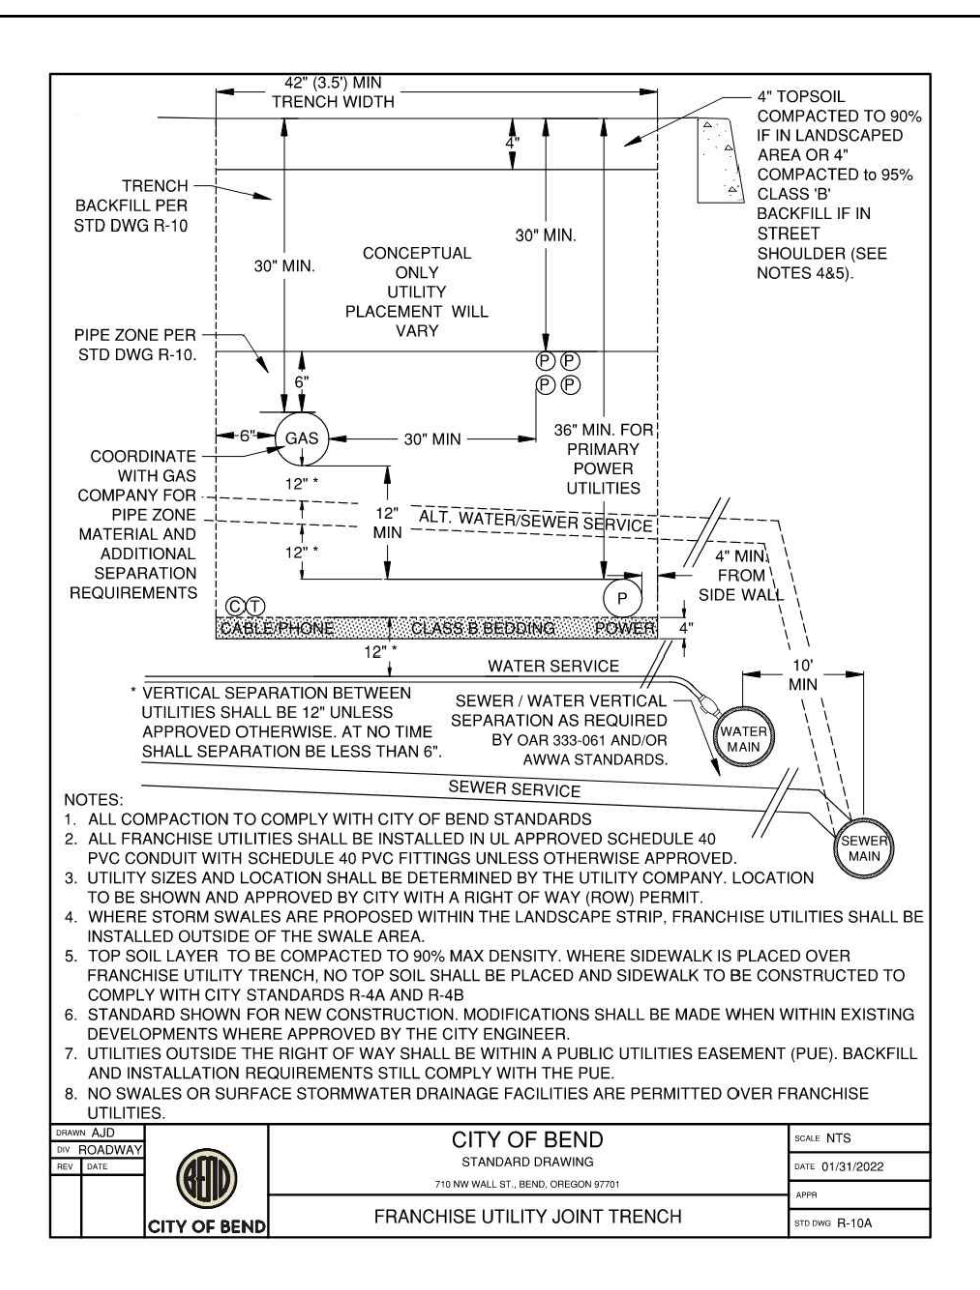 42" (3.5') MIN
TRENCH WIDTH
4" TOPSOIL
COMPACTED TO 90%
IF IN LANDSCAPED
AREA OR 4"
COMPACTED to 95%
CLASS 'B'
BACKFILL IF IN
STREET
SHOULDER (SEE
NOTES 4&5).
4"
TRENCH
BACKFILL PER
STD DWG R-10
30" MIN.
30" MIN.
CONCEPTUAL
ONLY
UTILITY
PLACEMENT WILL
VARY
PIPE ZONE PER
STD DWG R-10.
P P
P P
6"
6"
GAS
30" MIN
36" MIN. FOR
PRIMARY
POWER
UTILITIES
COORDINATE
WITH GAS
COMPANY FOR
PIPE ZONE
MATERIAL AND
ADDITIONAL
SEPARATION
REQUIREMENTS
12" *
12"
MIN
ALT. WATER/SEWER SERVICE
12" *
4" MIN.
FROM
SIDE WALL
P
C T
CABLE/PHONE
CLASS B BEDDING
POWER
4"
12" *
WATER SERVICE
10'
MIN
* VERTICAL SEPARATION BETWEEN
UTILITIES SHALL BE 12" UNLESS
APPROVED OTHERWISE. AT NO TIME
SHALL SEPARATION BE LESS THAN 6".
SEWER / WATER VERTICAL
SEPARATION AS REQUIRED
BY OAR 333-061 AND/OR
AWWA STANDARDS.
WATER
MAIN
SEWER SERVICE
SEWER
MAIN
NOTES:
1. ALL COMPACTION TO COMPLY WITH CITY OF BEND STANDARDS
2. ALL FRANCHISE UTILITIES SHALL BE INSTALLED IN UL APPROVED SCHEDULE 40
PVC CONDUIT WITH SCHEDULE 40 PVC FITTINGS UNLESS OTHERWISE APPROVED.
3. UTILITY SIZES AND LOCATION SHALL BE DETERMINED BY THE UTILITY COMPANY. LOCATION
TO BE SHOWN AND APPROVED BY CITY WITH A RIGHT OF WAY (ROW) PERMIT.
4. WHERE STORM SWALES ARE PROPOSED WITHIN THE LANDSCAPE STRIP, FRANCHISE UTILITIES SHALL BE
INSTALLED OUTSIDE OF THE SWALE AREA.
5. TOP SOIL LAYER TO BE COMPACTED TO 90% MAX DENSITY. WHERE SIDEWALK IS PLACED OVER
FRANCHISE UTILITY TRENCH, NO TOP SOIL SHALL BE PLACED AND SIDEWALK TO BE CONSTRUCTED TO
COMPLY WITH CITY STANDARDS R-4A AND R-4B
6. STANDARD SHOWN FOR NEW CONSTRUCTION. MODIFICATIONS SHALL BE MADE WHEN WITHIN EXISTING
DEVELOPMENTS WHERE APPROVED BY THE CITY ENGINEER.
7. UTILITIES OUTSIDE THE RIGHT OF WAY SHALL BE WITHIN A PUBLIC UTILITIES EASEMENT (PUE). BACKFILL
AND INSTALLATION REQUIREMENTS STILL COMPLY WITH THE PUE.
8. NO SWALES OR SURFACE STORMWATER DRAINAGE FACILITIES ARE PERMITTED OVER FRANCHISE
UTILITIES.
DRAWN AJD
DIV ROADWAY
REV DATE
BEND
CITY OF BEND
CITY OF BEND
STANDARD DRAWING
710 NW WALL ST., BEND, OREGON 97701
FRANCHISE UTILITY JOINT TRENCH
SCALE NTS
DATE 01/31/2022
APPR
STD DWG R-10A